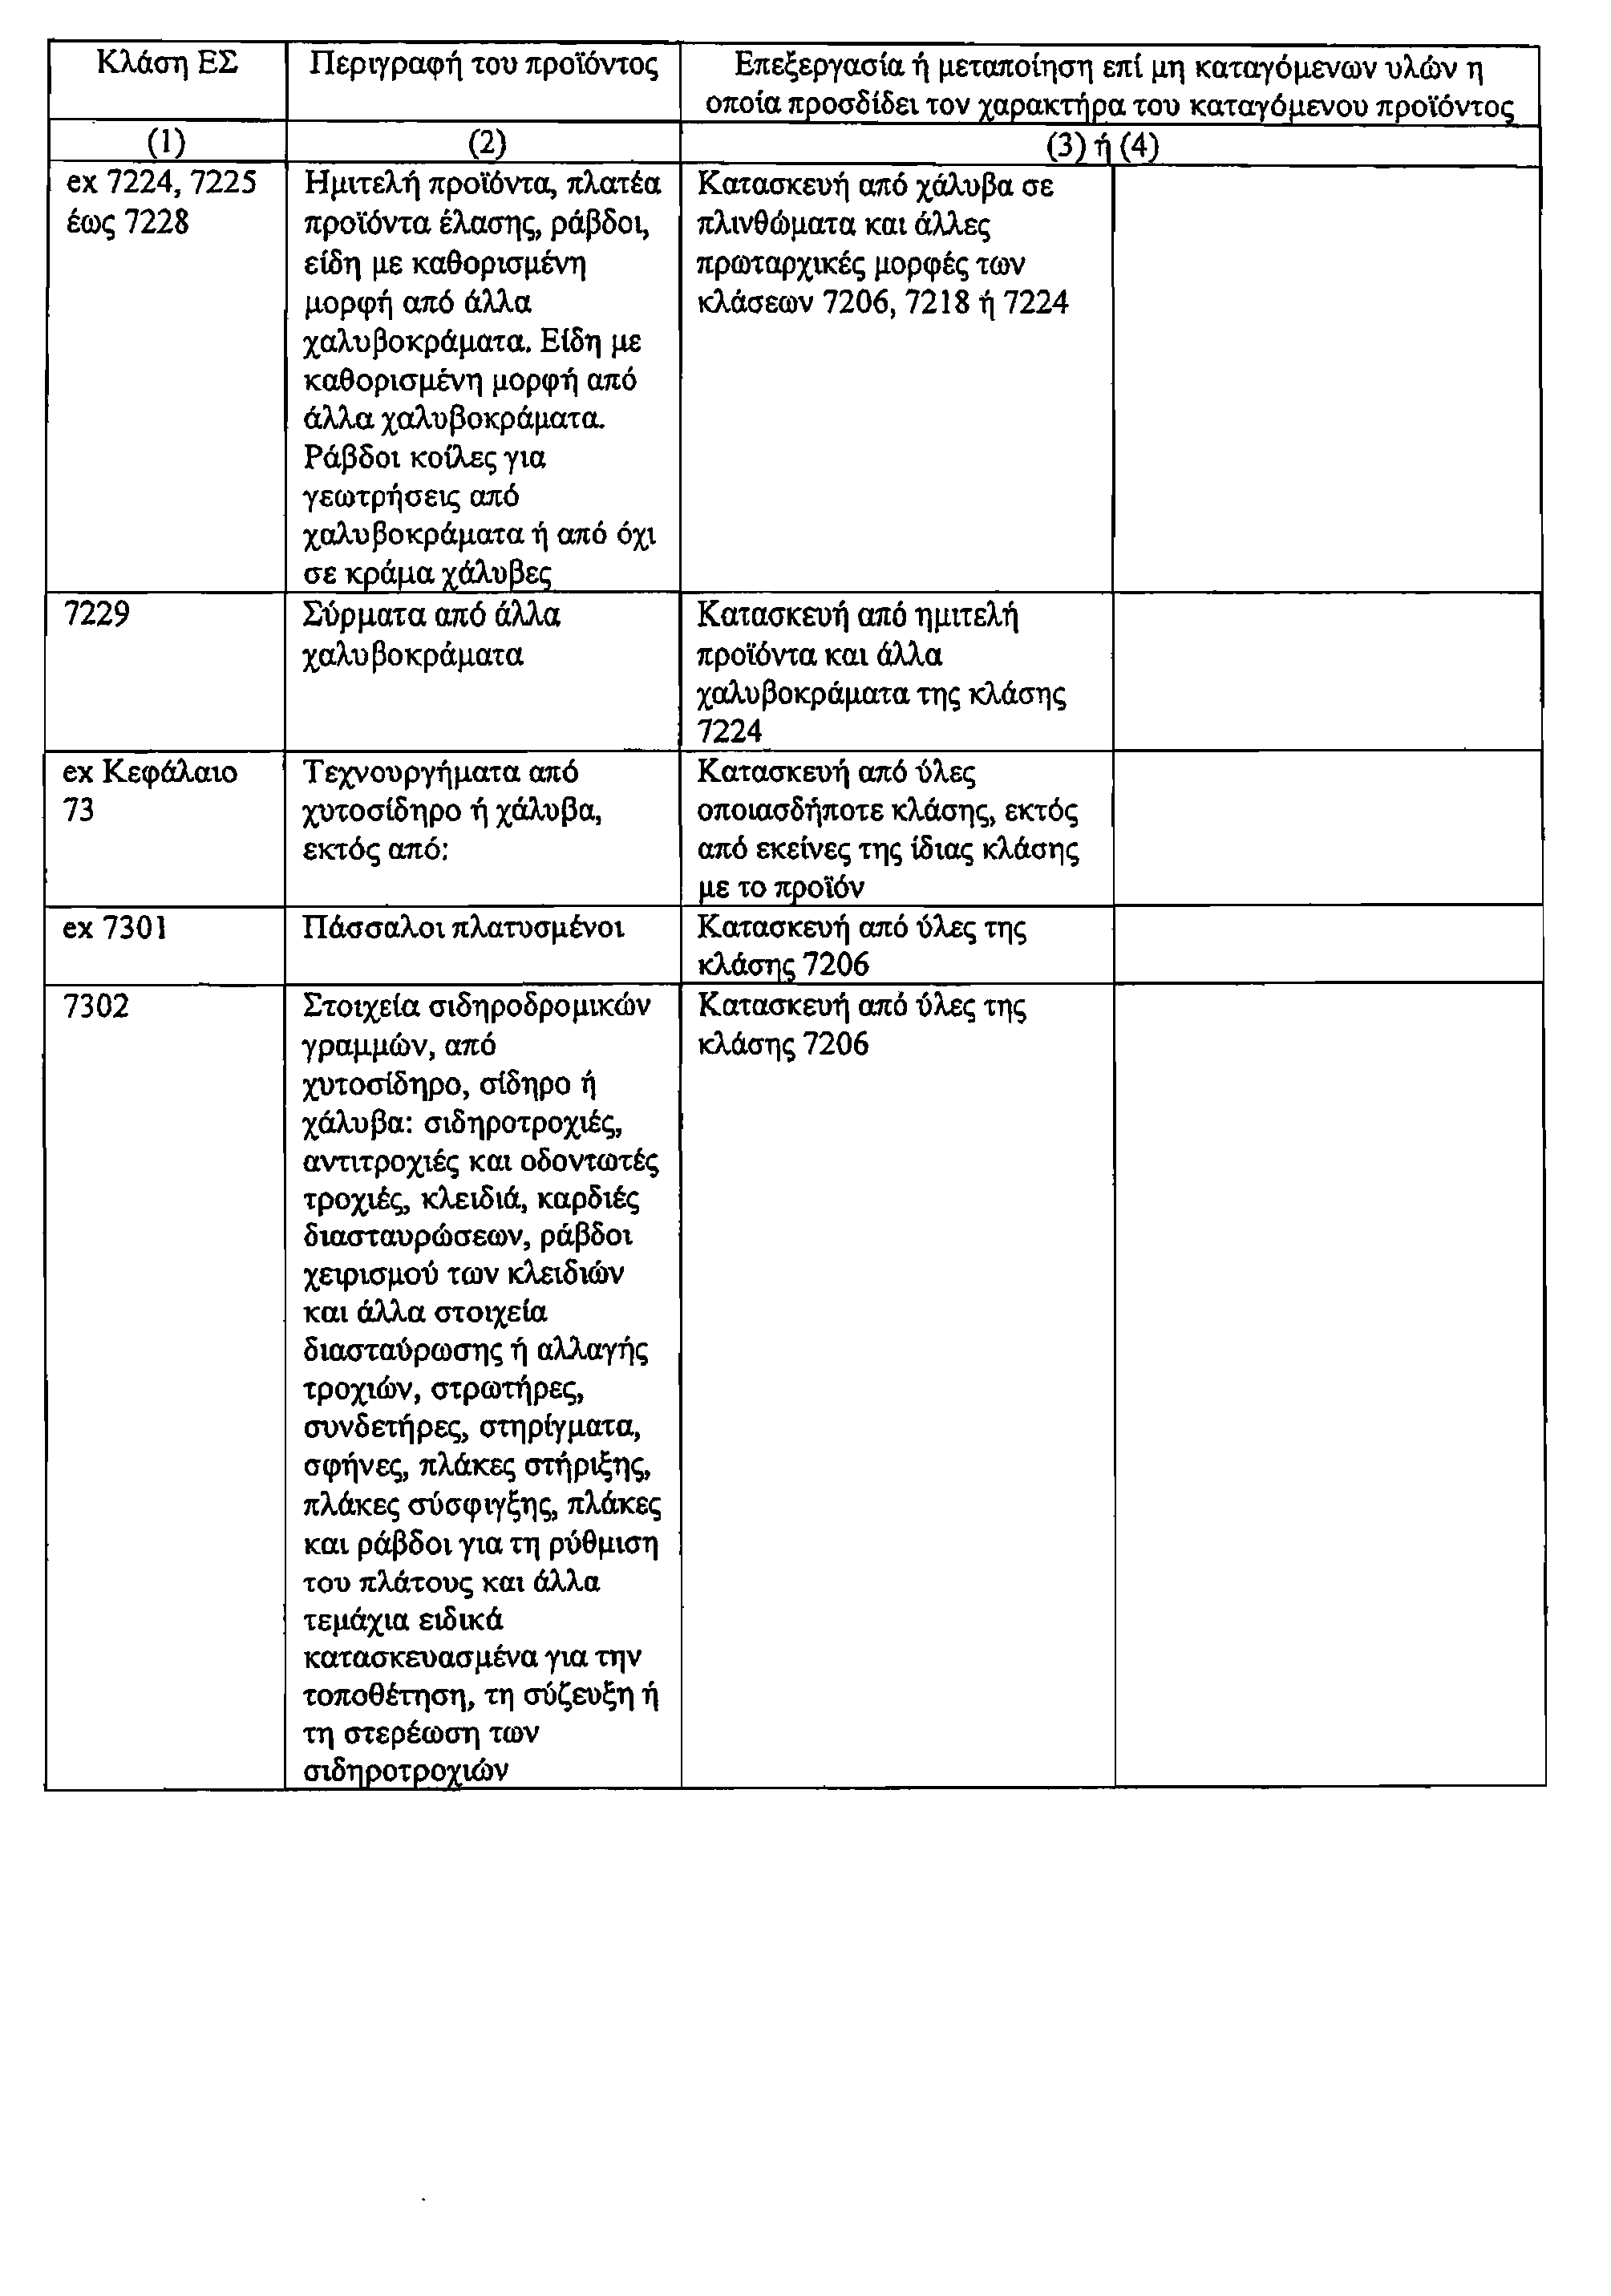 Κλάση ΕΣ
Περιγραφή του προϊόντος
Επεξεργασία ή μεταποίηση επί μη καταγόμενων υλών η
οποία προσδίδει τον χαρακτήρα του καταγόμενου προϊόντος
(1)
(2)
(3) ή (4)
ex 7224, 7225
έως 7228
Ημιτελή προϊόντα, πλατέα
προϊόντα έλασης, ράβδοι,
είδη με καθορισμένη
μορφή από άλλα
χαλυβοκράματα. Είδη με
καθορισμένη μορφή από
άλλα χαλυβοκράματα.
Ράβδοι κοίλες για
γεωτρήσεις από
χαλυβοκράματα ή από όχι
σε κράμα χάλυβες
Κατασκευή από χάλυβα σε
πλινθώματα και άλλες
πρωταρχικές μορφές των
κλάσεων 7206, 7218 ή 7224
7229
Σύρματα από άλλα
χαλυβοκράματα
Κατασκευή από ημιτελή
προϊόντα και άλλα
χαλυβοκράματα της κλάσης
7224
ex Κεφάλαιο
73
Τεχνουργήματα από
χυτοσίδηρο ή χάλυβα,
εκτός από:
Κατασκευή από ύλες
οποιασδήποτε κλάσης, εκτός
από εκείνες της ίδιας κλάσης
με το προϊόν
ex 7301
Πάσσαλοι πλατυσμένοι
Κατασκευή από ύλες της
κλάσης 7206
7302
Στοιχεία σιδηροδρομικών
γραμμών, από
χυτοσίδηρο, σίδηρο ή
χάλυβα: σιδηροτροχιές,
αντιτροχιές και οδοντωτές
τροχιές, κλειδιά, καρδιές
διασταυρώσεων, ράβδοι
χειρισμού των κλειδιών
και άλλα στοιχεία
διασταύρωσης ή αλλαγής
τροχιών, στρωτήρες,
συνδετήρες, στηρίγματα,
σφήνες, πλάκες στήριξης,
πλάκες σύσφιγξης, πλάκες
και ράβδοι για τη ρύθμιση
του πλάτους και άλλα
τεμάχια ειδικά
κατασκευασμένα για την
τοποθέτηση, τη σύζευξη ή
τη στερέωση των
σιδηροτροχιών
Κατασκευή από ύλες της
κλάσης 7206